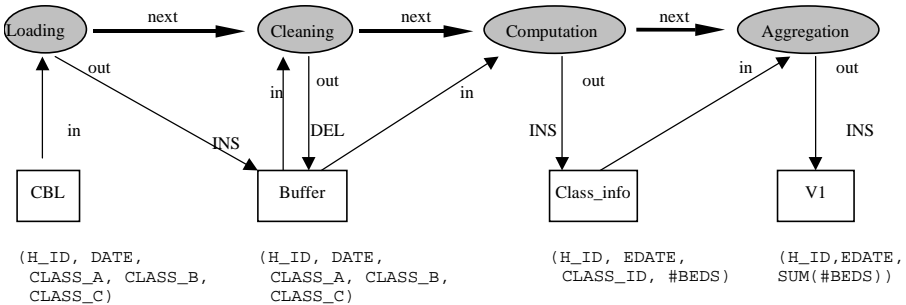 next
next
next
Loading
Cleaning
Computation
Aggregation
out
in
out
in
out
in
out
in
INS
DEL
INS
INS
CBL
Buffer
Class_info
V1
(H_ID, DATE,
CLASS_A, CLASS_B,
CLASS_C)
(H_ID, DATE,
CLASS_A, CLASS_B,
CLASS_C)
(H_ID, EDATE,
CLASS_ID, #BEDS)
(H_ID,EDATE,
SUM(#BEDS))